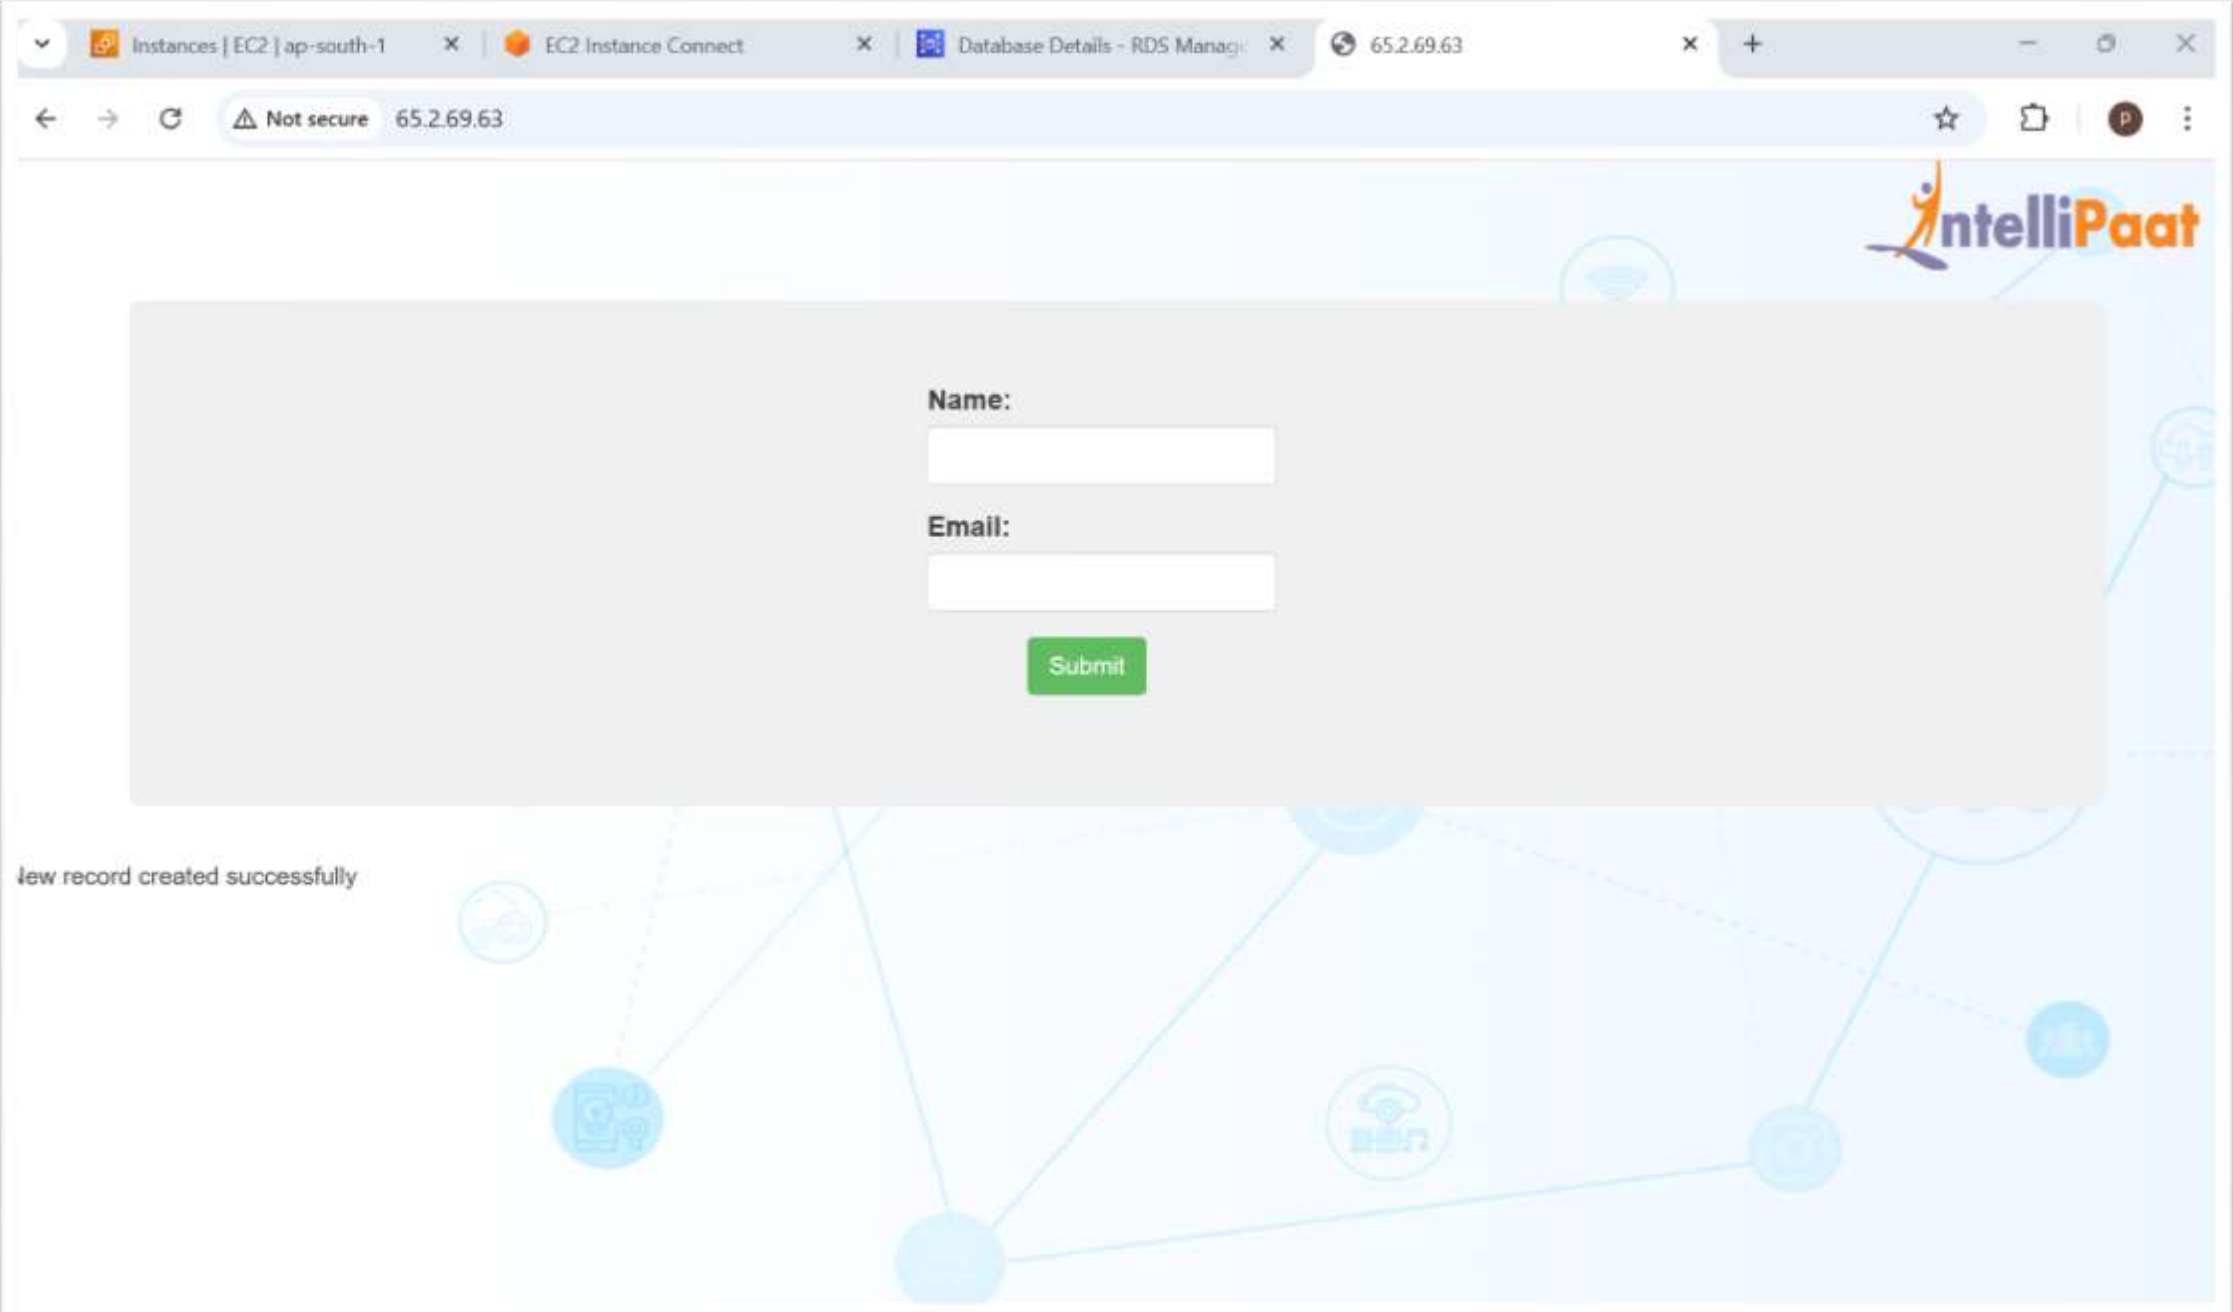 Instances | EC2 | ap-south-1
EC2 Instance Connect
Database Details - RDS Manag
65.2.69.63
Not secure 65.2.69.63
P
IntelliPaat
Name:
Email:
Submit
New record created successfully